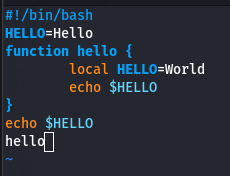 #!/bin/bash
HELLO=Hello
function hello {
        local HELLO=World
        echo $HELLO
}
echo $HELLO
hello
~